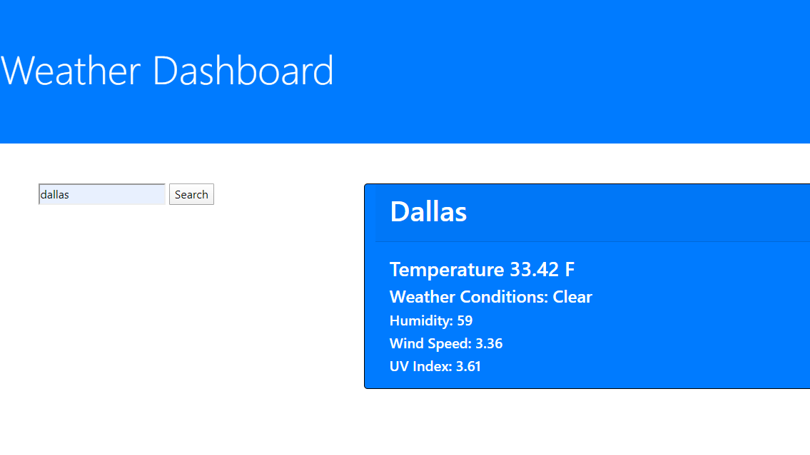 Weather Dashboard
dallas
Search
Dallas
Temperature 33.42 F
Weather Conditions: Clear
Humidity: 59
Wind Speed: 3.36
UV Index: 3.61